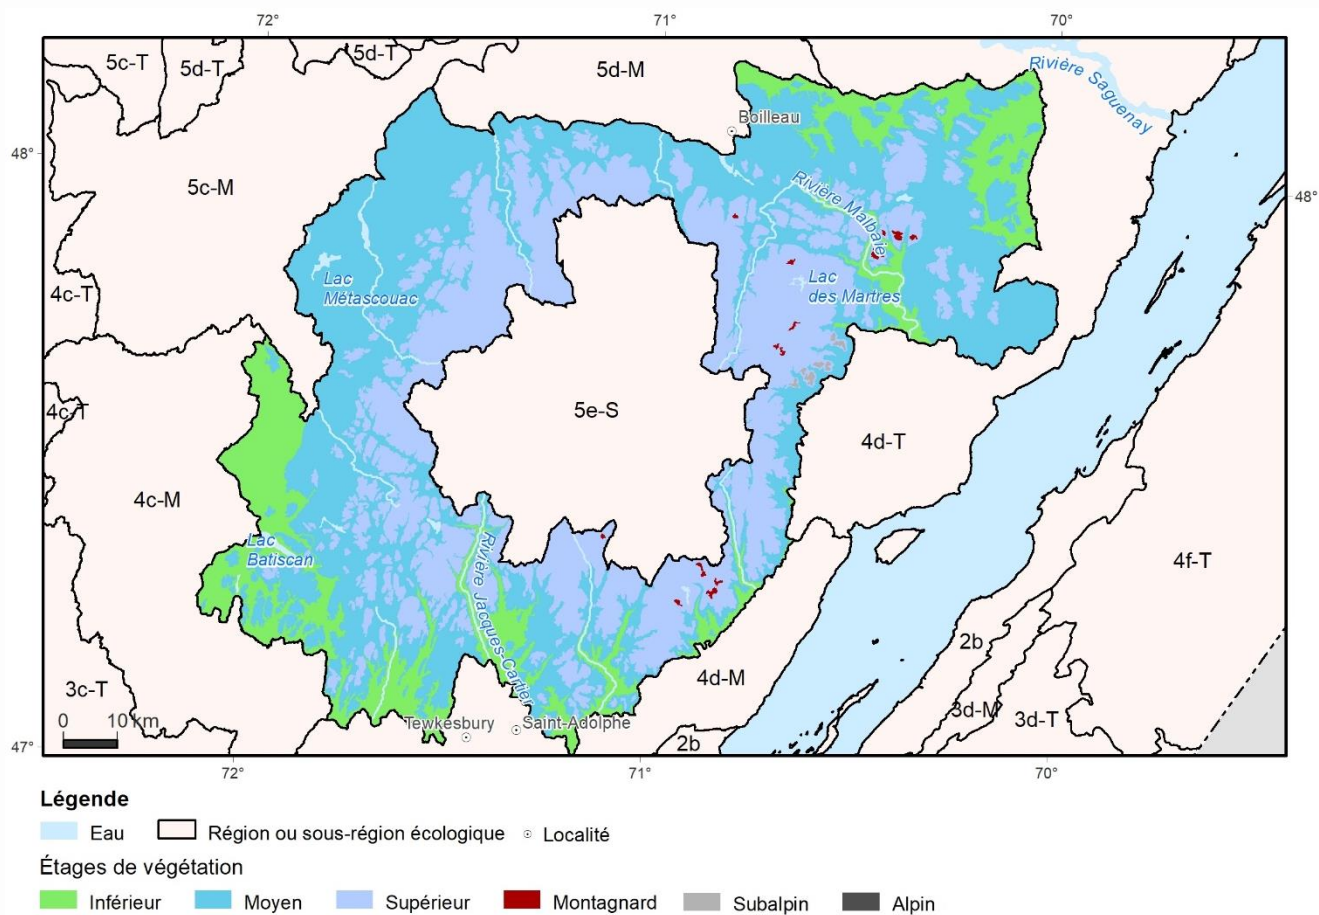 72°
71°
70°
5c-T
5d-T
5d-T
5d-M
Rivière Saguenay
Boilleau
48°
48°
5c-M
Rivière Malbaie
4c-T
Lac
Métascouac
Lac
des Martres
4c-T
5e-S
4d-T
4c-M
Lac
Batiscan
Rivière Jacques-Cartier
4f-T
2b
3c-T
4d-M
3d-M
3d-T
0 10 km
Tewkesbury
Saint-Adolphe
2b
47°
72°
71°
70°
Légende
Eau Région ou sous-région écologique Localité
Étages de végétation
Inférieur Moyen Supérieur Montagnard Subalpin Alpin